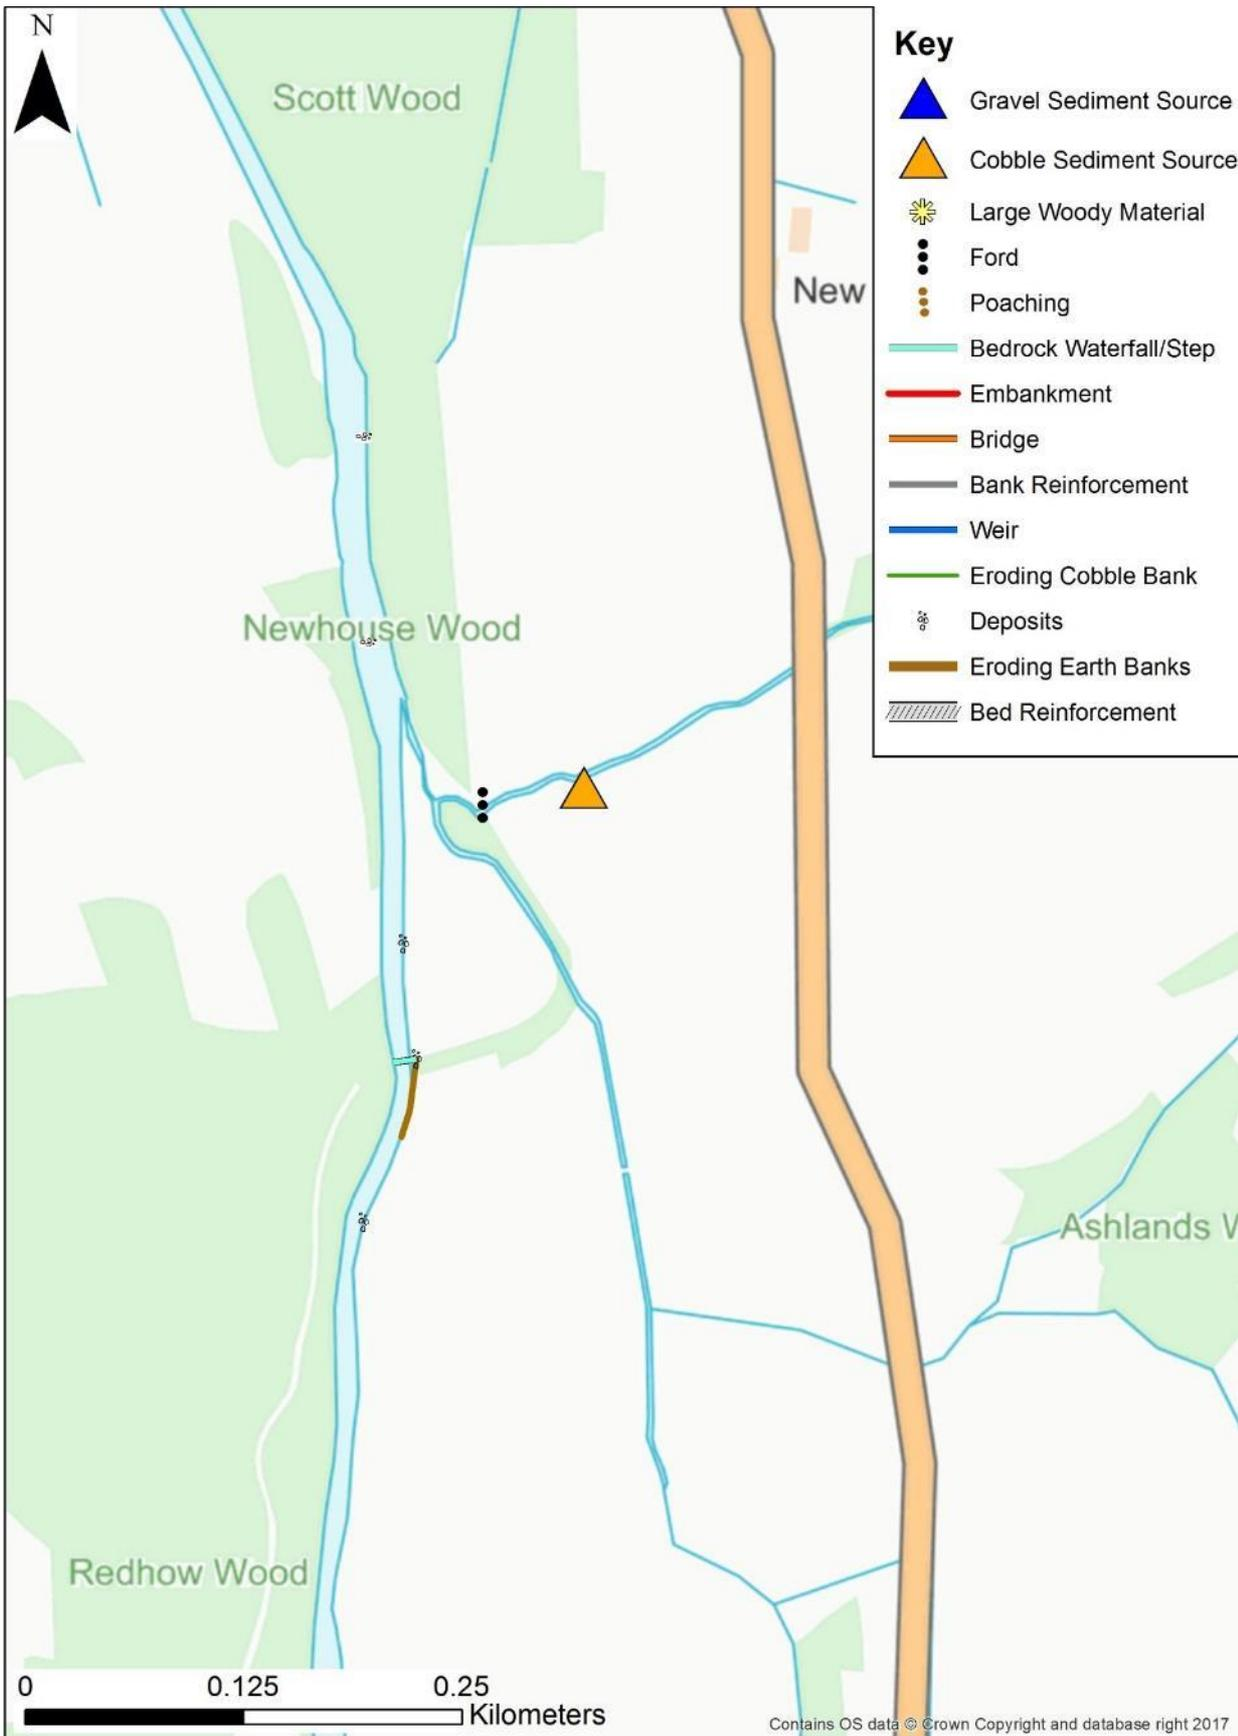 N
Scott Wood
New
Newhouse Wood
Ashlands W
Redhow Wood
Key
Gravel Sediment Source
Cobble Sediment Source
Large Woody Material
Ford
Poaching
Bedrock Waterfall/Step
Embankment
Bridge
Bank Reinforcement
Weir
Eroding Cobble Bank
Deposits
Eroding Earth Banks
Bed Reinforcement
0 0.125 0.25
Kilometers
Contains OS data © Crown Copyright and database right 2017